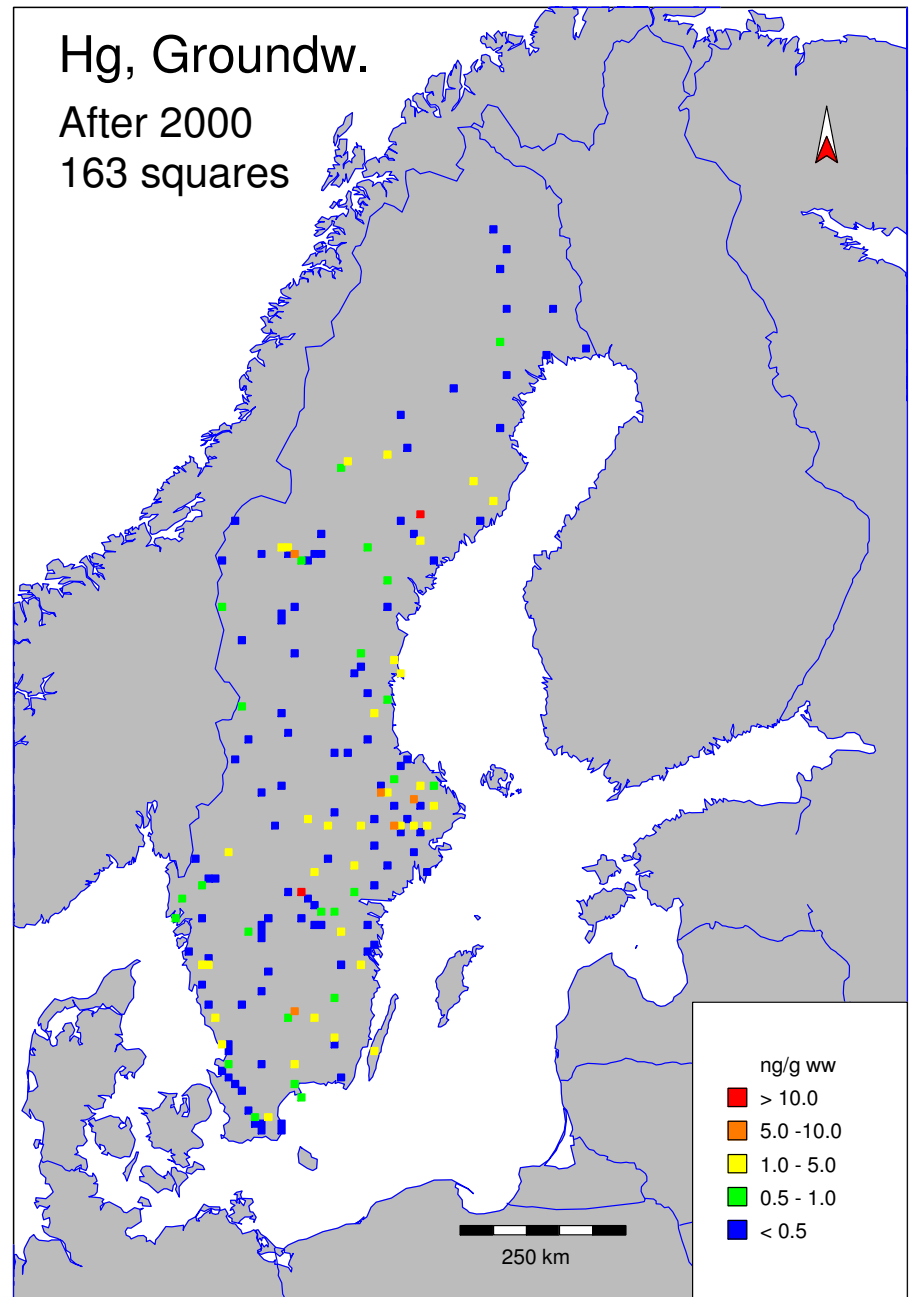 Hg, Groundw.
After 2000
163 squares
ng/g ww
> 10.0
5.0 -10.0
1.0 - 5.0
0.5 - 1.0
< 0.5
250 km